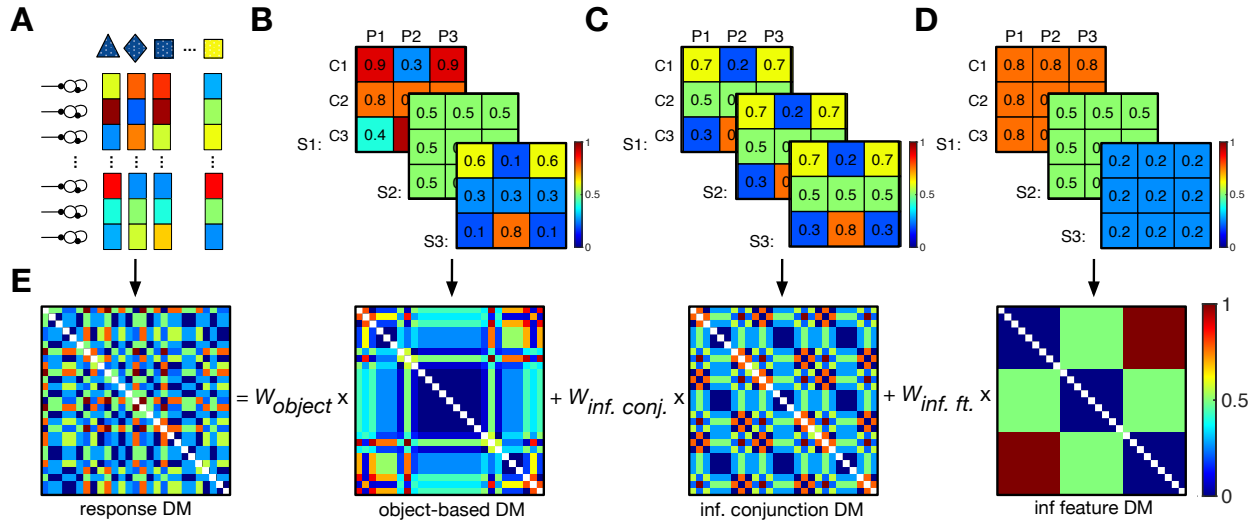 A
B
C
D
...
P1 P2 P3
C1 0.9 0.3 0.9
C2 0.8
C3 0.4
S1:
0.5 0.5 0.5
0.5
0.5
S2:
0.6 0.1 0.6
0.3 0.3 0.3
0.1 0.8 0.1
S3:
1
0.5
0
P1 P2 P3
C1 0.7 0.2 0.7
C2 0.5
C3 0.3
S1:
0.7 0.2 0.7
0.5
0.3
S2:
0.7 0.2 0.7
0.5 0.5 0.5
0.3 0.8 0.3
S3:
1
0.5
0
P1 P2 P3
C1 0.8 0.8 0.8
C2 0.8
C3 0.8
S1:
0.5 0.5 0.5
0.5
0.5
S2:
0.2 0.2 0.2
0.2 0.2 0.2
0.2 0.2 0.2
S3:
1
0.5
0
E
= Wobject x
+ Winf. conj. x
+ Winf. ft. x
1
0.5
0
response DM
object-based DM
inf. conjunction DM
inf feature DM